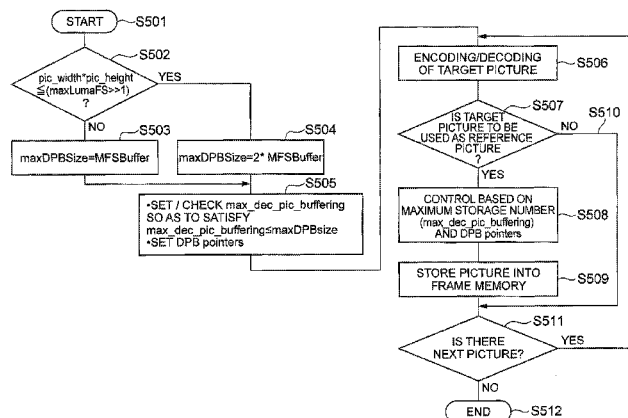 START
S501
S502
pic_width*pic_height
≦(maxLumaFS>>1)
?
YES
NO
S503
maxDPBSize=MFSBuffer
S504
maxDPBSize=2* MFSBuffer
S505
•SET / CHECK max_dec_pic_buffering
SO AS TO SATISFY
max_dec_pic_buffering≦maxDPBsize
•SET DPB pointers
ENCODING/DECODING
OF TARGET PICTURE
S506
S507
IS TARGET
PICTURE TO BE
USED AS REFERENCE
PICTURE
?
NO
S510
YES
CONTROL BASED ON
MAXIMUM STORAGE NUMBER
(max_dec_pic_buffering)
AND DPB pointers
S508
STORE PICTURE INTO
FRAME MEMORY
S509
S511
IS THERE
NEXT PICTURE?
YES
NO
END
S512